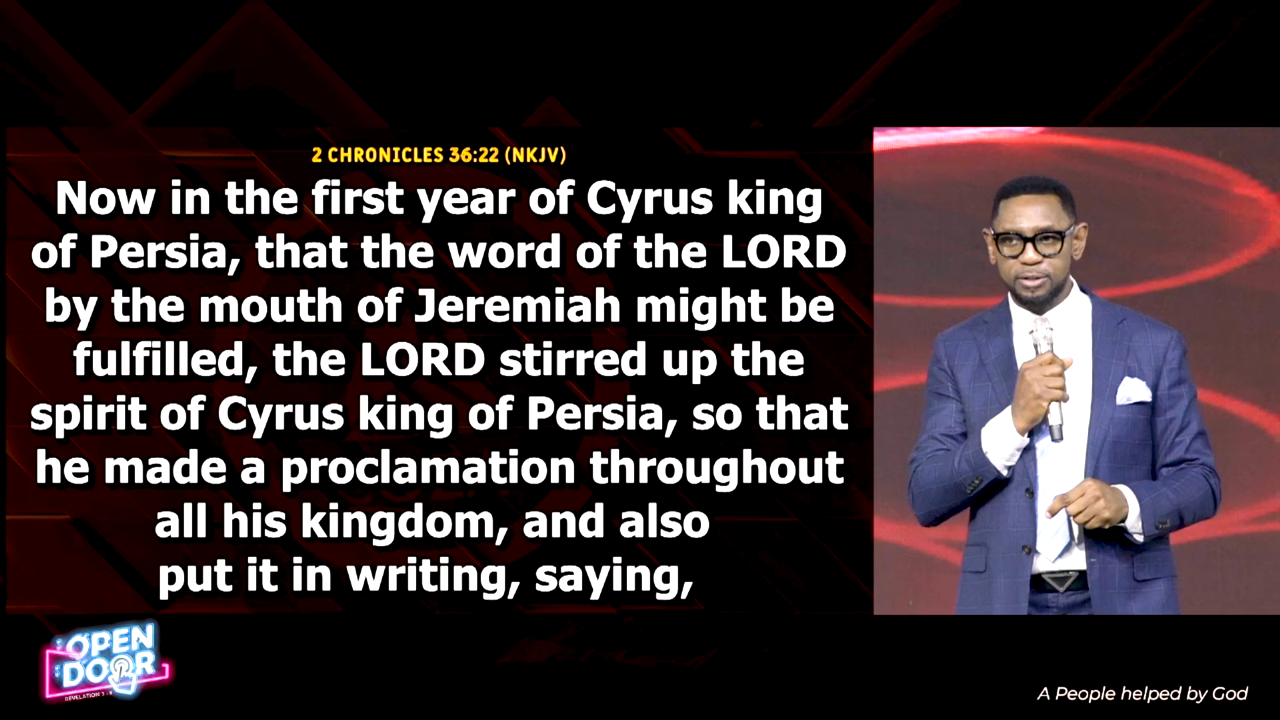 2 CHRONICLES 36:22 (NKJV)
Now in the first year of Cyrus king
of Persia, that the word of the LORD
by the mouth of Jeremiah might be
fulfilled, the LORD stirred up the
spirit of Cyrus king of Persia, so that
he made a proclamation throughout
all his kingdom, and also
put it in writing, saying,
OPEN
DOOR
A People helped by God